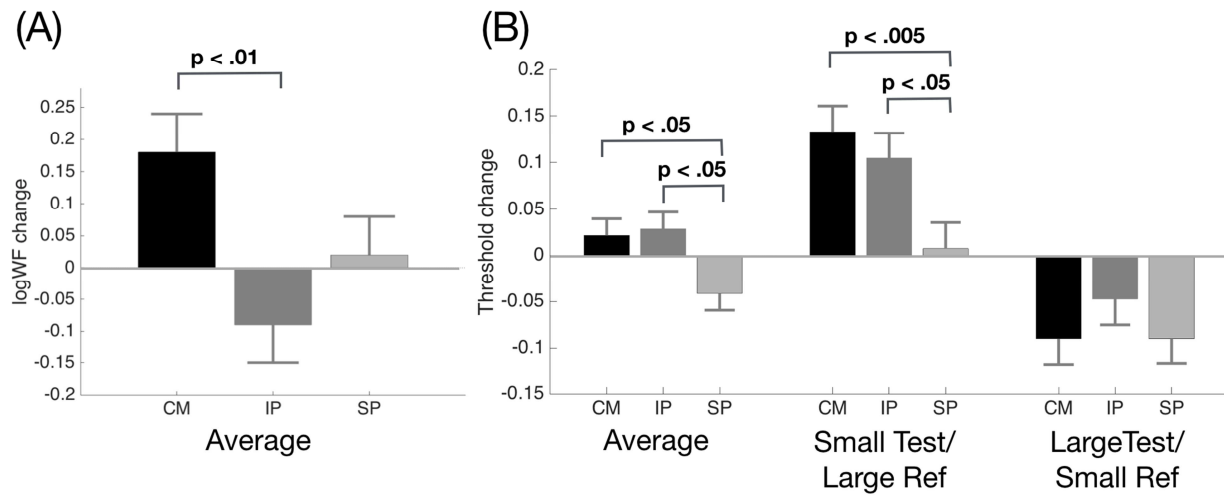 (A)
(B)
p < .01
logWF change
0.25
0.2
0.15
0.1
0.05
0
-0.05
-0.1
-0.15
-0.2
CM IP SP
Average
p < .005
p < .05
p < .05
p < .05
Threshold change
0.2
0.15
0.1
0.05
0
-0.05
-0.1
-0.15
CM IP SP CM IP SP CM IP SP
Average
Small Test/
Large Ref
LargeTest/
Small Ref